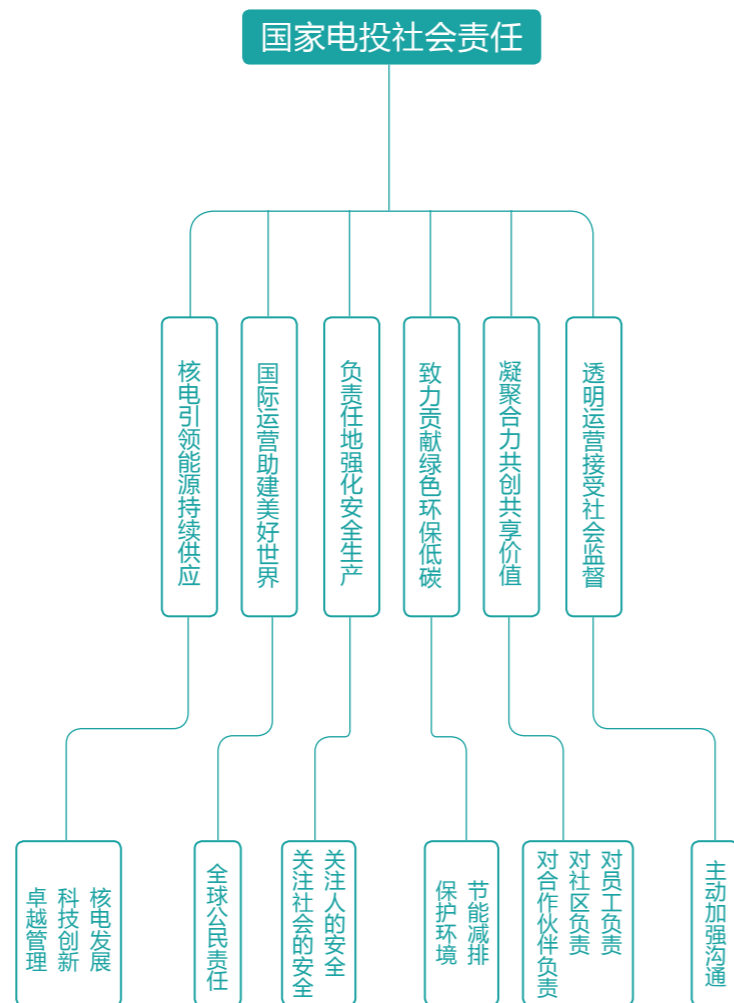 国家电投社会责任
核电引领能源持续供应
国际运营助建美好世界
负责任地强化安全生产
致力贡献绿色环保低碳
凝聚合力共创共享价值
透明运营接受社会监督
核电发展
科技创新
卓越管理
全球公民责任
关注人的安全
关注社会的安全
节能减排
保护环境
对员工负责
对社区负责
对合作伙伴负责
主动加强沟通